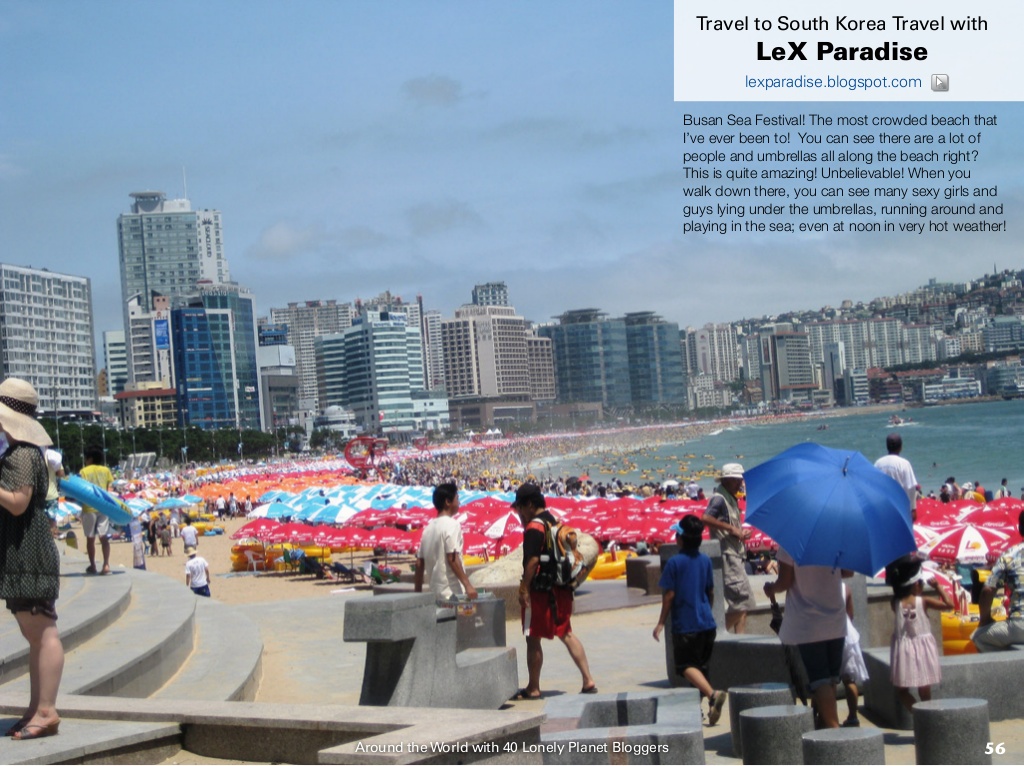 Travel to South Korea Travel with
LeX Paradise
lexparadise.blogspot.com
Busan Sea Festival! The most crowded beach that
I've ever been to!  You can see there are a lot of
people and umbrellas all along the beach right?
This is quite amazing! Unbelievable! When you
walk down there, you can see many sexy girls and
guys lying under the umbrellas, running around and
playing in the sea; even at noon in very hot weather!
Around the World with 40 Lonely Planet Bloggers
56